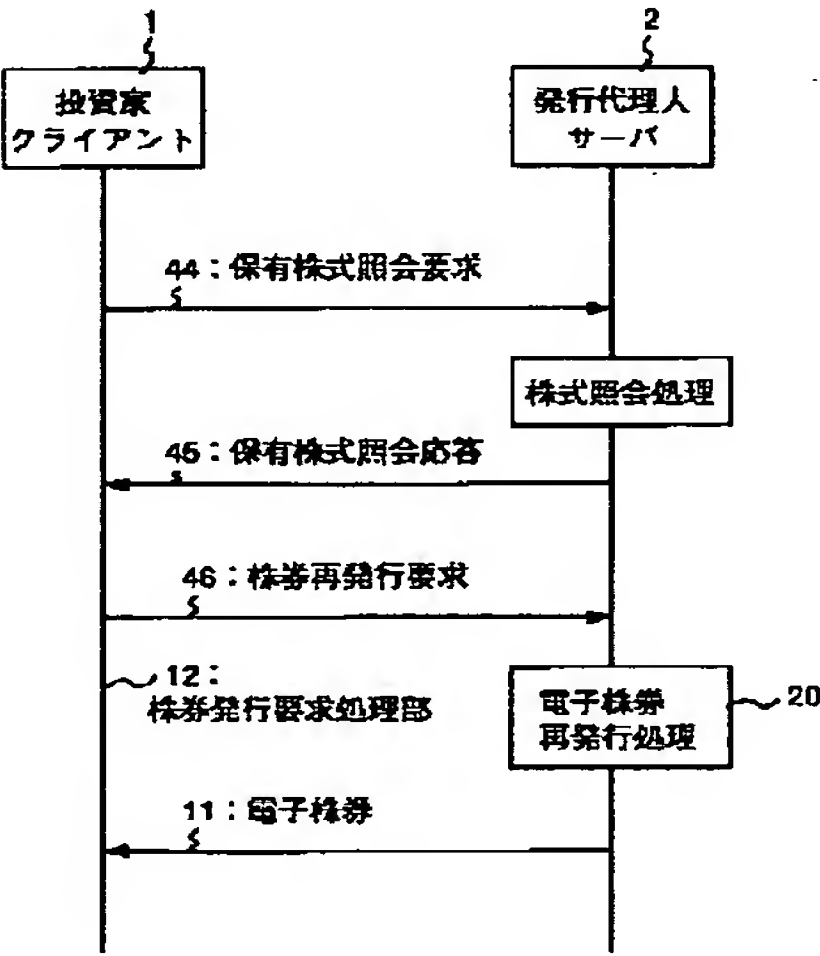 1
2
投資家
クライアント
発行代理人
サーバ
44：保有株式照会要求
株式照会処理
45：保有株式照会応答
46：株券再発行要求
12：
株券発行要求処理部
電子株券
再発行処理
20
11：電子株券